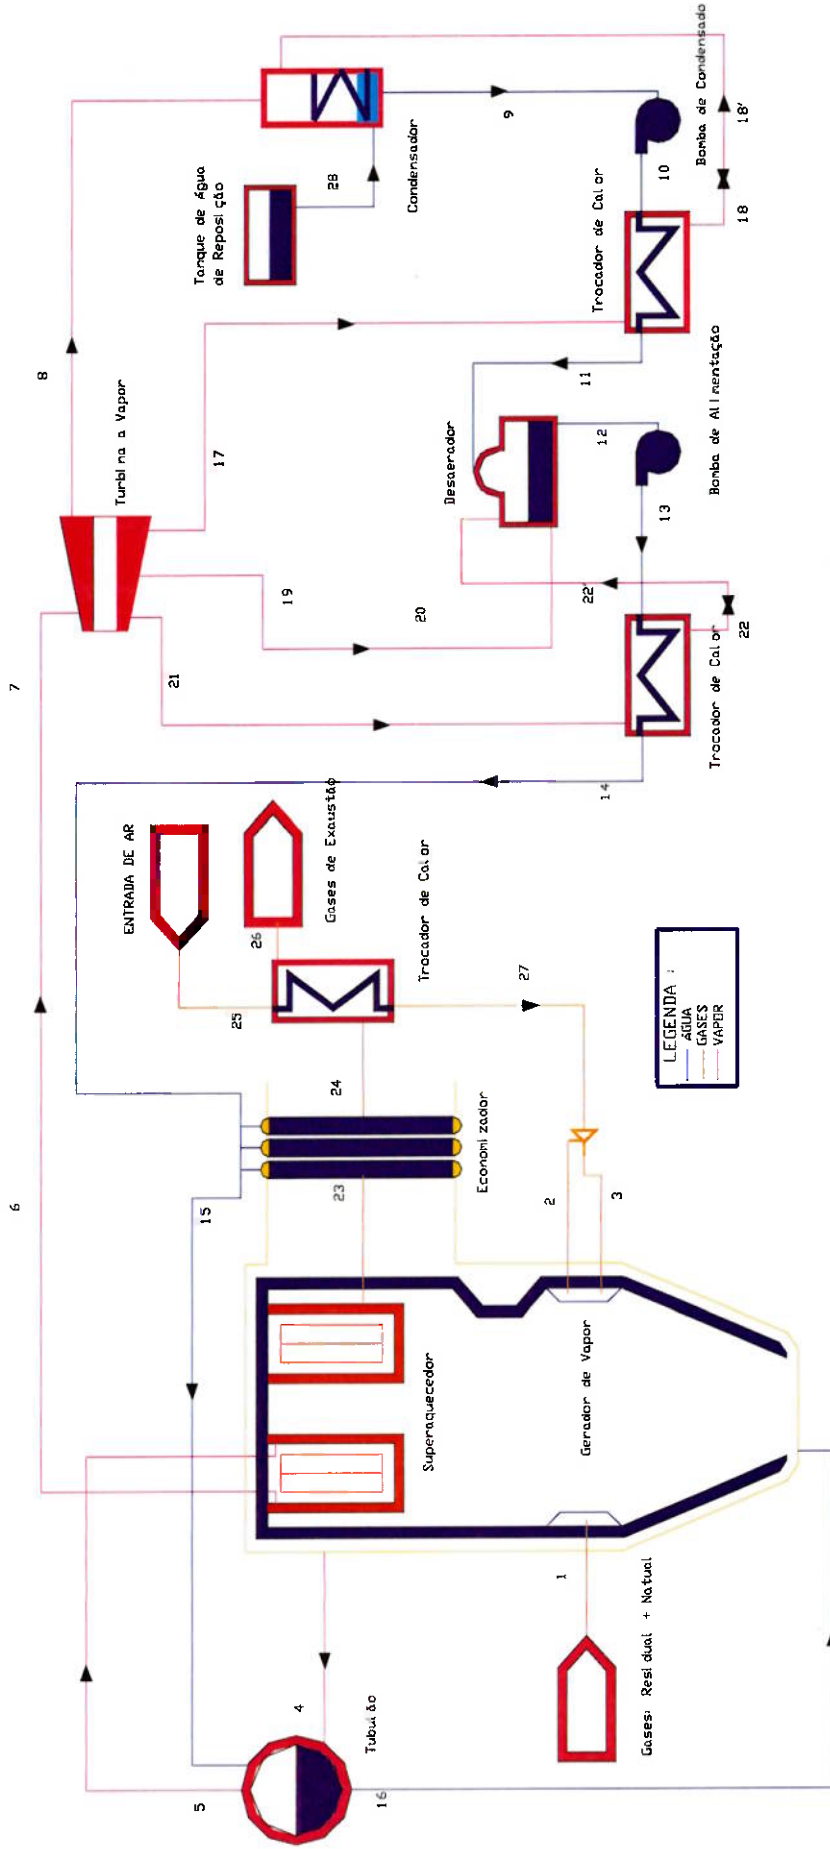 6
7
8
Turbina a Vapor
ENTRADA DE AR
21
5
15
Tanque de Água
de Reposição
17
25
26
19
4
23
24
Gases de Exaustão
28
Tubulão
16
Superaquecedor
Economizador
Trocador de Calor
20
Condensador
Desaerador
9
27
2
1
Gerador de Vapor
22'
11
12
Trocador de Calor
3
14
Gases: Residual + Natual
13
10
LEGENDA :
ÁGUA
GASES
VAPOR
Trocador de Calor
Bomba de Alimentação
Bomba de Condensado
22
18
18'